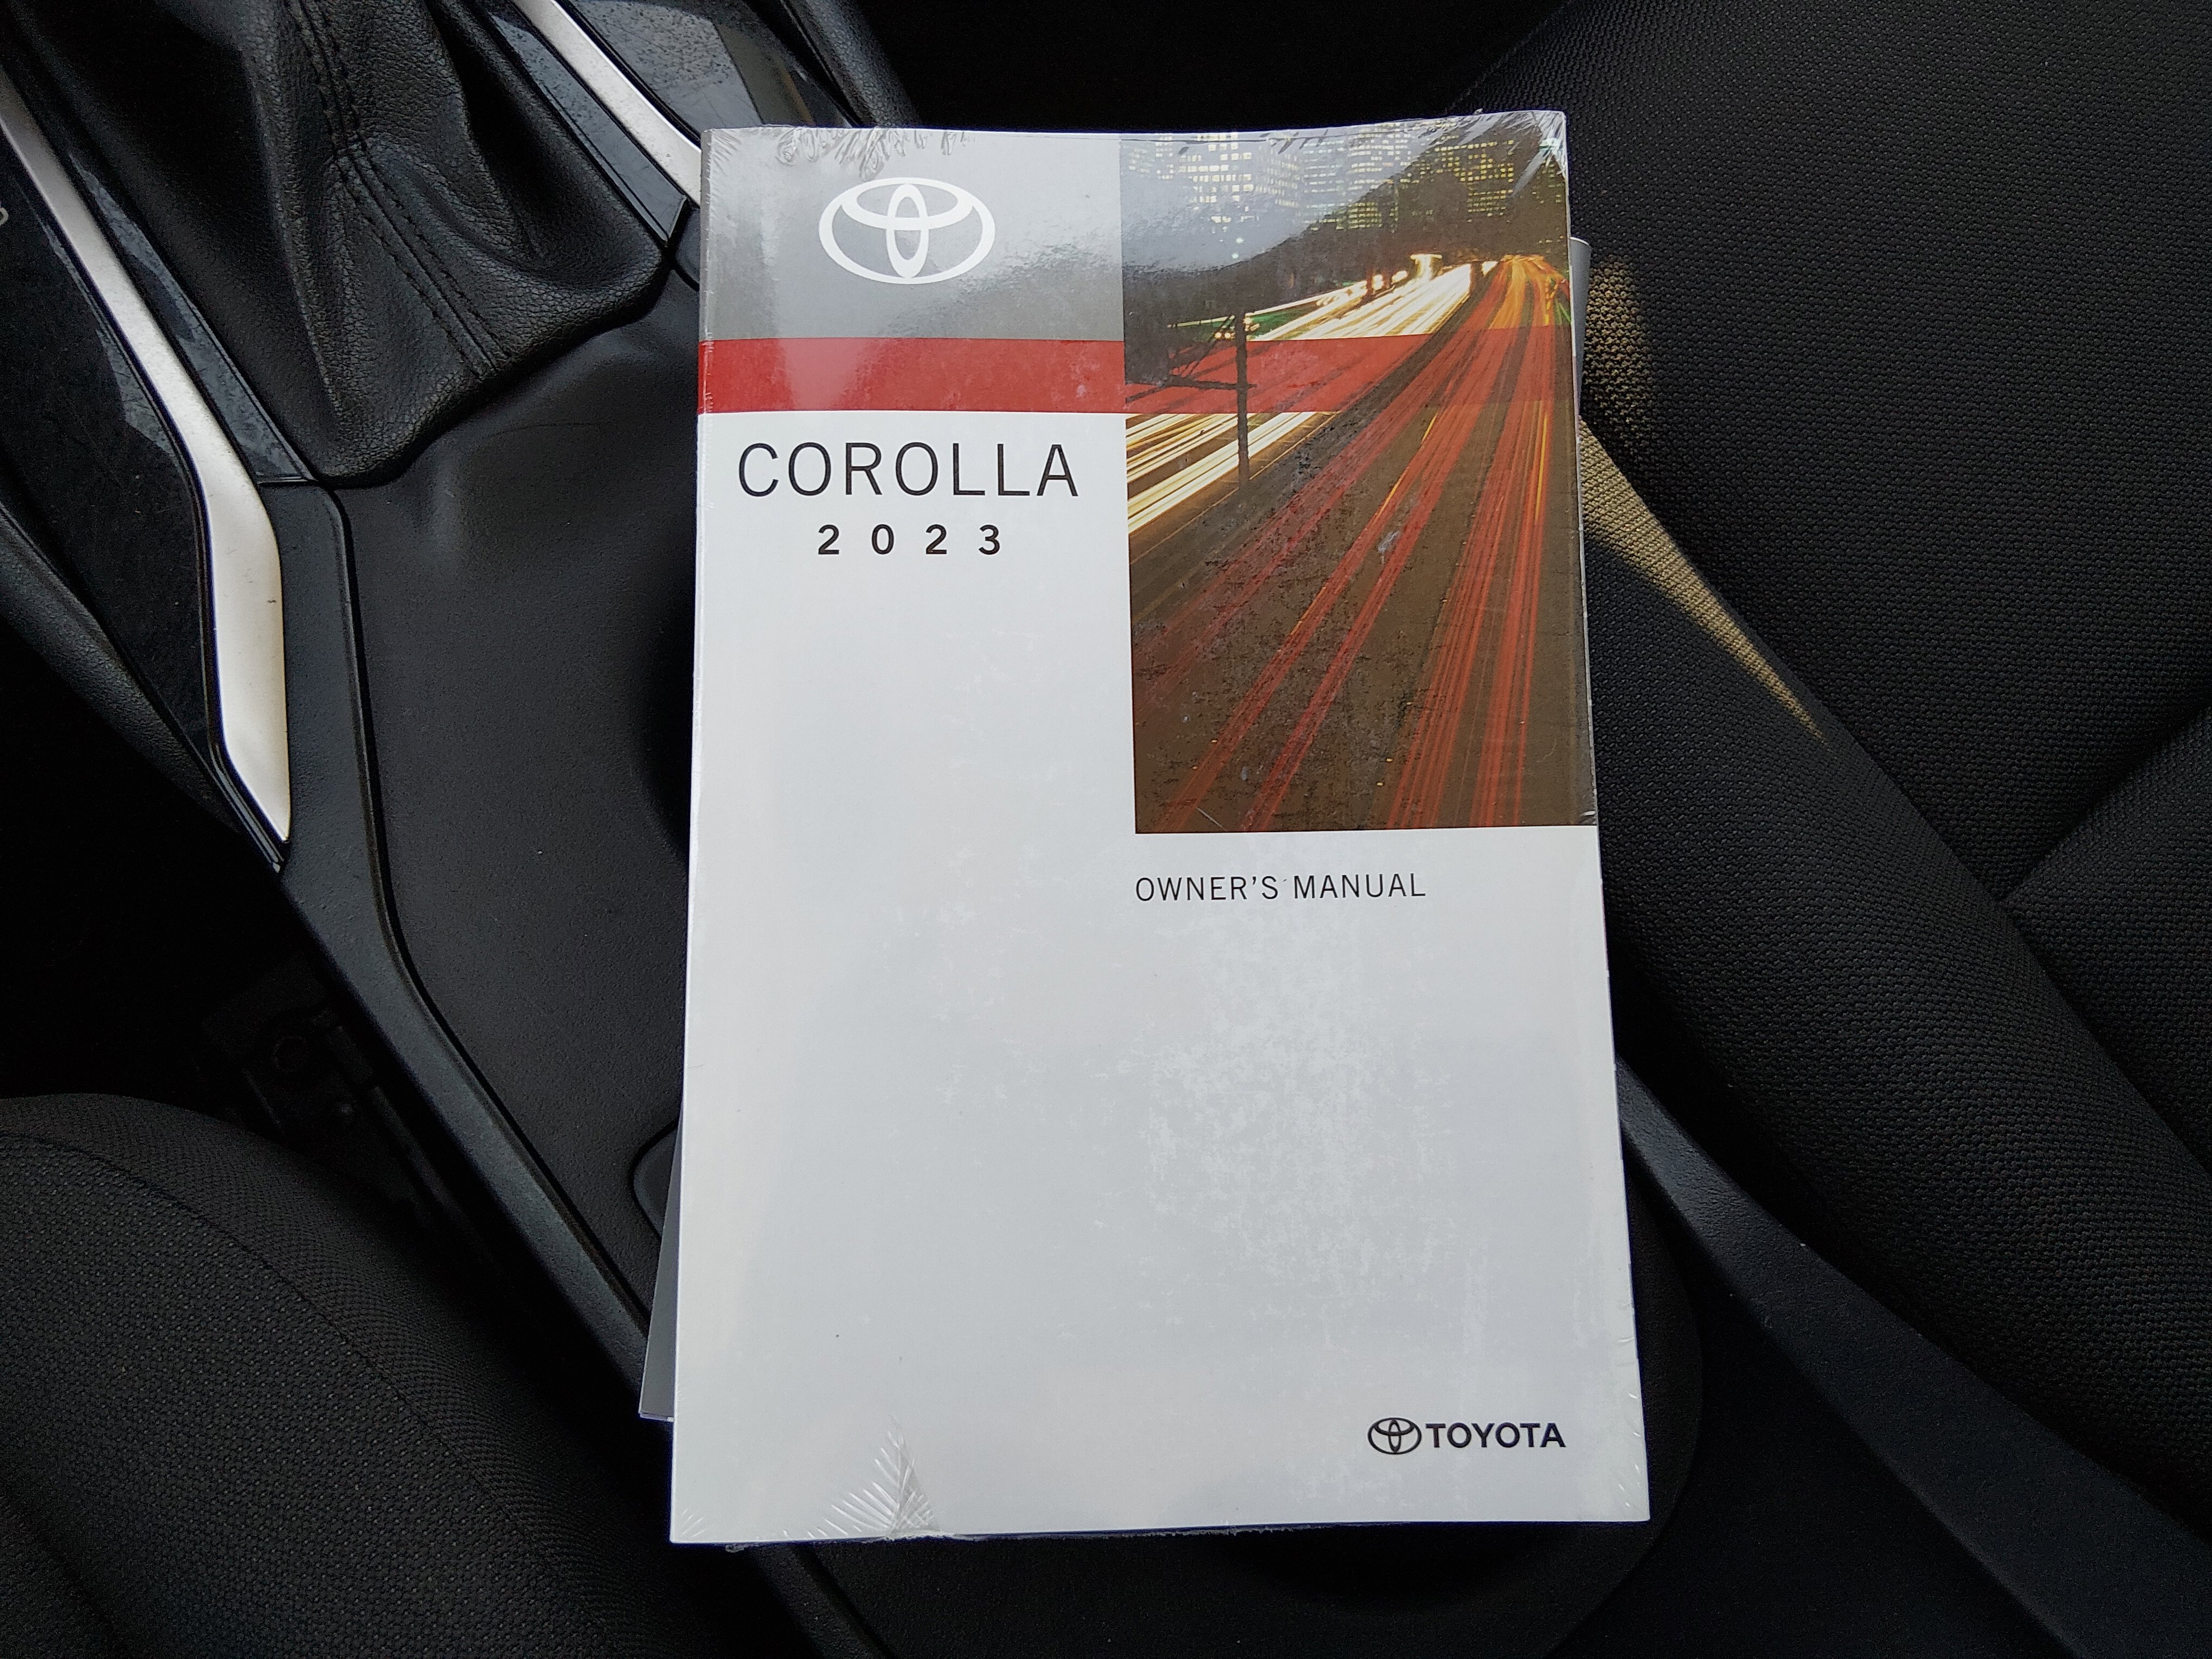 COROLLA
2023
OWNER'S MANUAL
TOYOTA